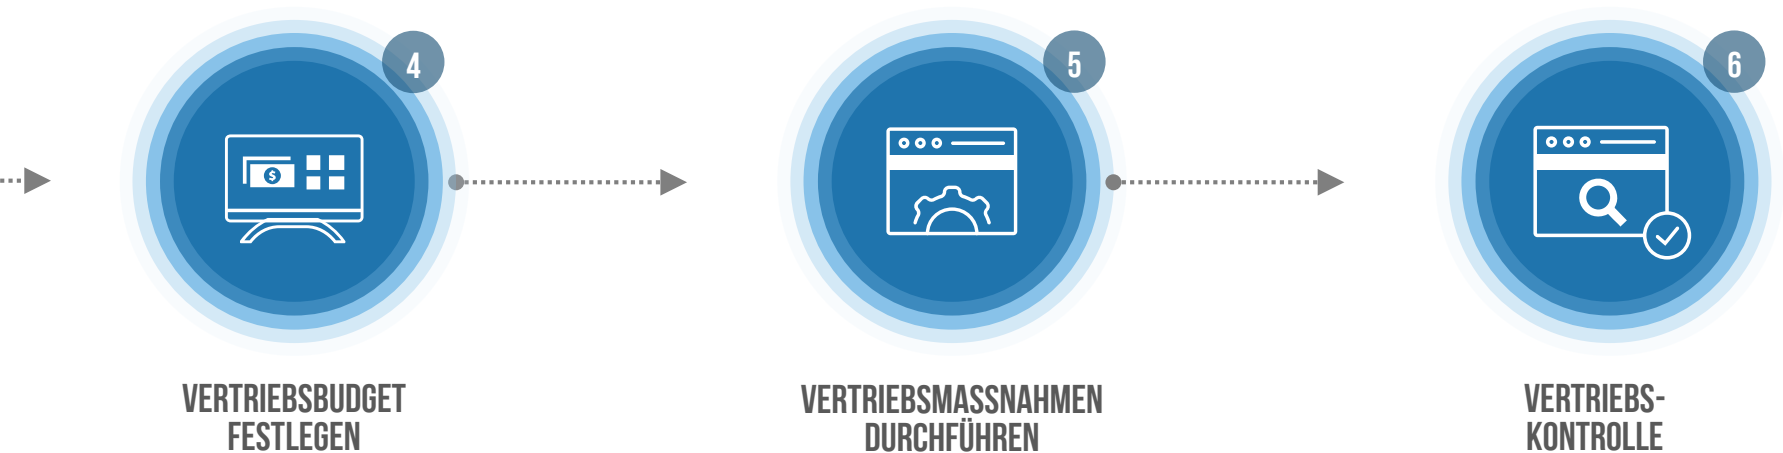 4
5
6
$
VERTRIEBSBUDGET
FESTLEGEN
VERTRIEBSMASSNAHMEN
DURCHFÜHREN
VERTRIEBS-
KONTROLLE